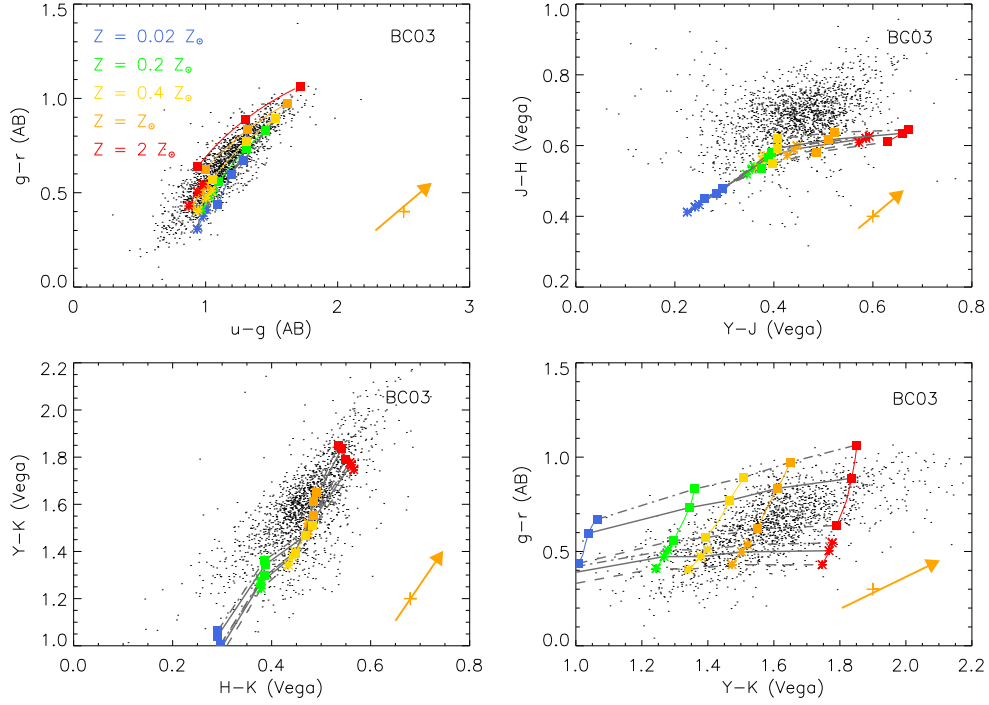 1.5
1.0
0.5
0.0
g-r (AB)
Z = 0.02 Z⊙
Z = 0.2 Z⊙
Z = 0.4 Z⊙
Z = Z⊙
Z = 2 Z⊙
BC03
0 1 2 3
u-g (AB)
1.0
0.8
0.6
0.4
0.2
J-H (Vega)
BC03
0.0 0.2 0.4 0.6 0.8
Y-J (Vega)
2.2
2.0
1.8
1.6
1.4
1.2
1.0
Y-K (Vega)
BC03
0.0 0.2 0.4 0.6 0.8
H-K (Vega)
1.5
1.0
0.5
0.0
g-r (AB)
BC03
1.0 1.2 1.4 1.6 1.8 2.0 2.2
Y-K (Vega)